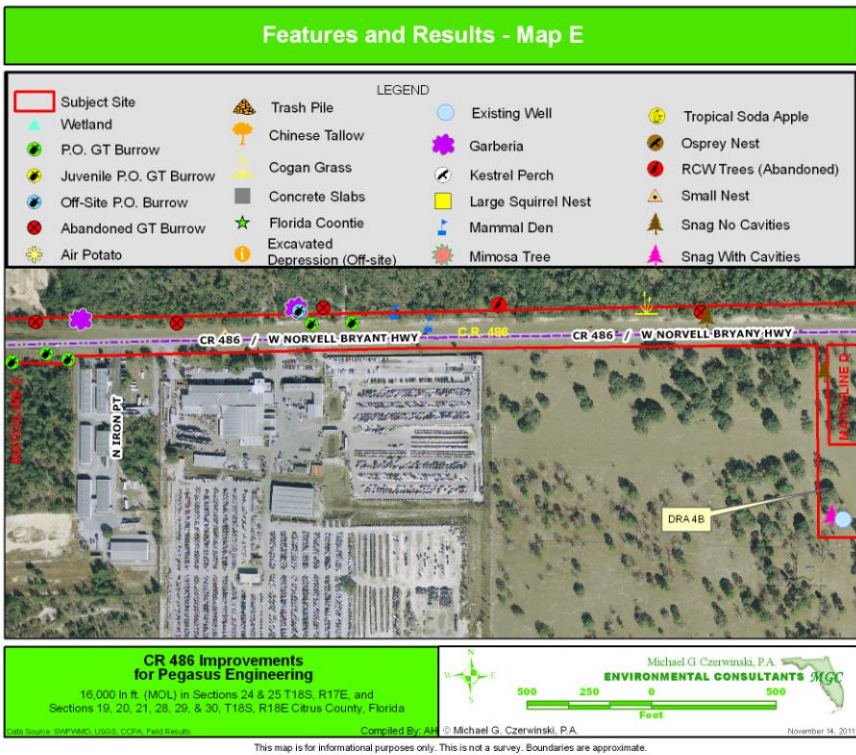 Features and Results - Map E
LEGEND
Subject Site
Wetland
P.O. GT Burrow
Juvenile P.O. GT Burrow
Off-Site P.O. Burrow
Abandoned GT Burrow
Air Potato
Trash Pile
Chinese Tallow
Cogan Grass
Concrete Slabs
Florida Coontie
Excavated
Depression (Off-site)
Existing Well
Garberia
Kestrel Perch
Large Squirrel Nest
Mammal Den
Mimosa Tree
Tropical Soda Apple
Osprey Nest
RCW Trees (Abandoned)
Small Nest
Snag No Cavities
Snag With Cavities
CR 486 / W NORVELL BRYANT HWY
C.R. 486
CR 486 / W NORVELL BRYANY HWY
MATCHLINE C
N IRON PT
MATCHLINE D
DRA 4B
CR 486 Improvements
for Pegasus Engineering
16,000 ln ft. (MOL) in Sections 24 & 25 T18S, R17E, and
Sections 19, 20, 21, 28, 29, & 30, T18S, R18E Citrus County, Florida
Data Source: SWFWMD, USGS, CCPA, Field Results
Compiled By: AH
© Michael G. Czerwinski, P.A.
N
W
E
S
Michael G. Czerwinski, P.A.
ENVIRONMENTAL CONSULTANTS MGC
500 250 0 500
Feet
November 14, 2011
This map is for informational purposes only. This is not a survey. Boundaries are approximate.